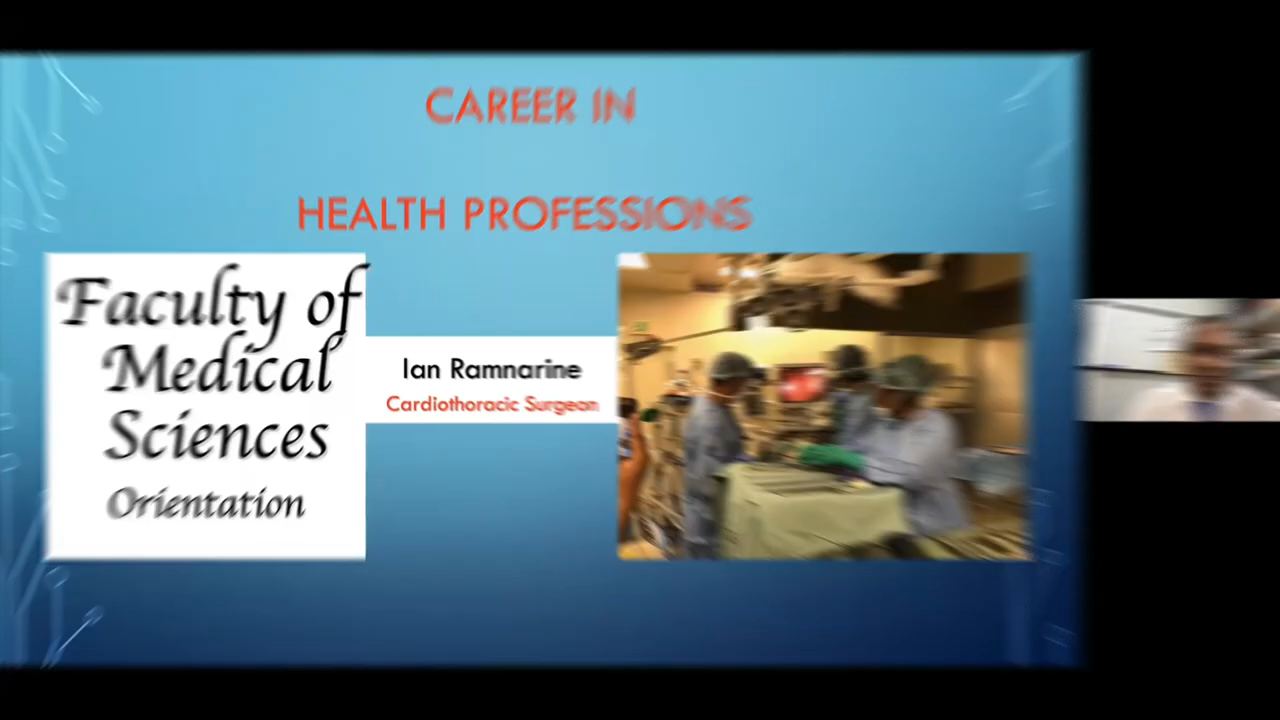 CAREER IN
HEALTH PROFESSIONS
Faculty of
Medical
Sciences
Orientation
Ian Ramnarine
Cardiothoracic Surgeon